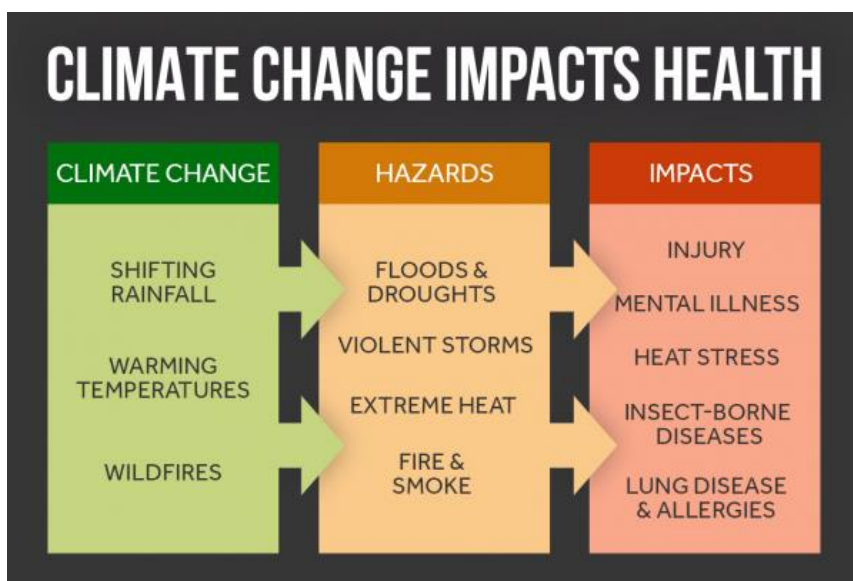 CLIMATE CHANGE IMPACTS HEALTH
CLIMATE CHANGE
SHIFTING
RAINFALL
WARMING
TEMPERATURES
WILDFIRES
HAZARDS
FLOODS &
DROUGHTS
VIOLENT STORMS
EXTREME HEAT
FIRE &
SMOKE
IMPACTS
INJURY
MENTAL ILLNESS
HEAT STRESS
INSECT-BORNE
DISEASES
LUNG DISEASE
& ALLERGIES